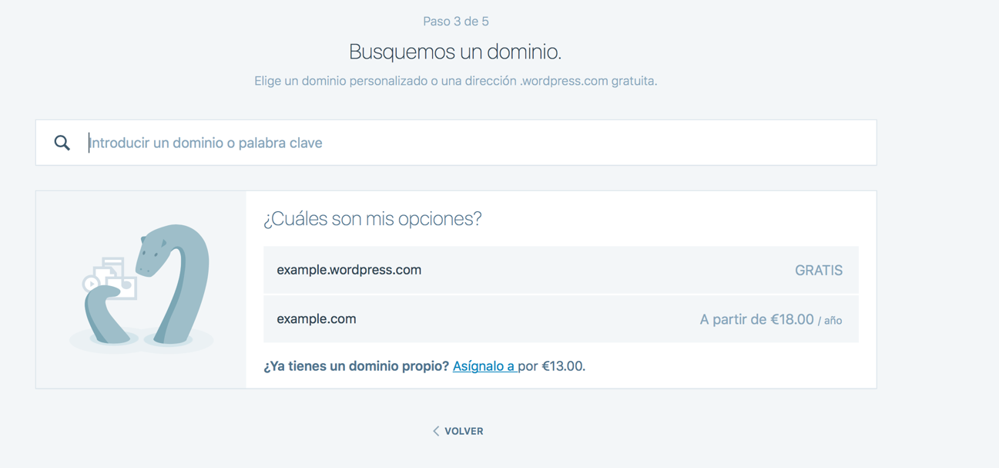 Paso 3 de 5
Busquemos un dominio.
Elige un dominio personalizado o una dirección .wordpress.com gratuita.
Introducir un dominio o palabra clave
¿Cuáles son mis opciones?
example.wordpress.com GRATIS
example.com A partir de €18.00 / año
¿Ya tienes un dominio propio? Asígnalo a por €13.00.
VOLVER